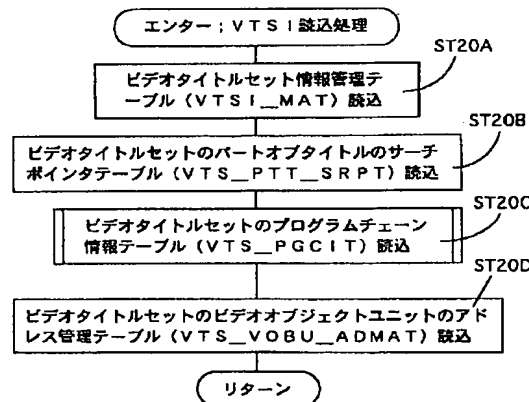 エンター；ＶＴＳＩ読込処理
ST20A
ビデオタイトルセット情報管理テ
ーブル（ＶＴＳＩ＿ＭＡＴ）読込
ST20B
ビデオタイトルセットのパートオブタイトルのサーチ
ポインタテーブル（ＶＴＳ＿ＰＴＴ＿ＳＲＰＴ）読込
ST20C
ビデオタイトルセットのプログラムチェーン
情報テーブル（ＶＴＳ＿ＰＧＣＩＴ）読込
ST20D
ビデオタイトルセットのビデオオブジェクトユニットのアド
レス管理テーブル（ＶＴＳ＿ＶＯＢＵ＿ＡＤＭＡＴ）読込
リターン